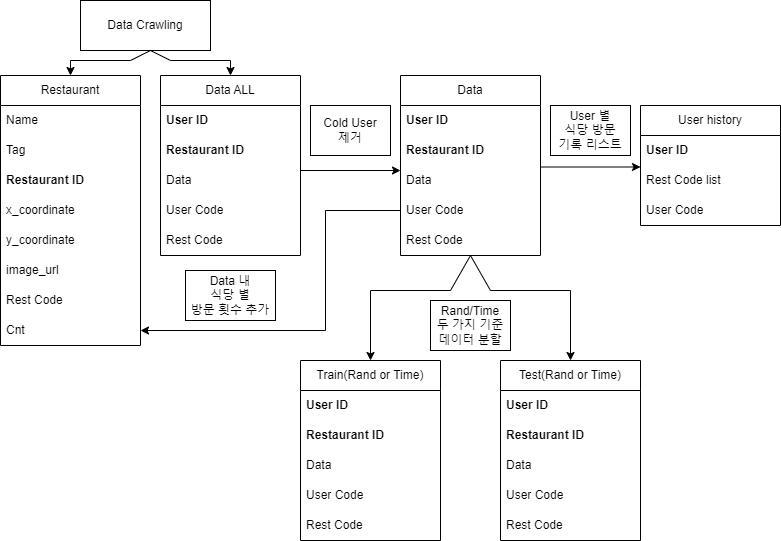 Data Crawling
Restaurant
Name
Tag
Restaurant ID
x_coordinate
y_coordinate
image_url
Rest Code
Cnt
Data ALL
User ID
Restaurant ID
Data
User Code
Rest Code
Cold User
제거
Data
User ID
Restaurant ID
Data
User Code
Rest Code
User 별
식당 방문
기록 리스트
User history
User ID
Rest Code list
User Code
Data 내
식당 별
방문 횟수 추가
Rand/Time
두 가지 기준
데이터 분할
Train(Rand or Time)
User ID
Restaurant ID
Data
User Code
Rest Code
Test(Rand or Time)
User ID
Restaurant ID
Data
User Code
Rest Code